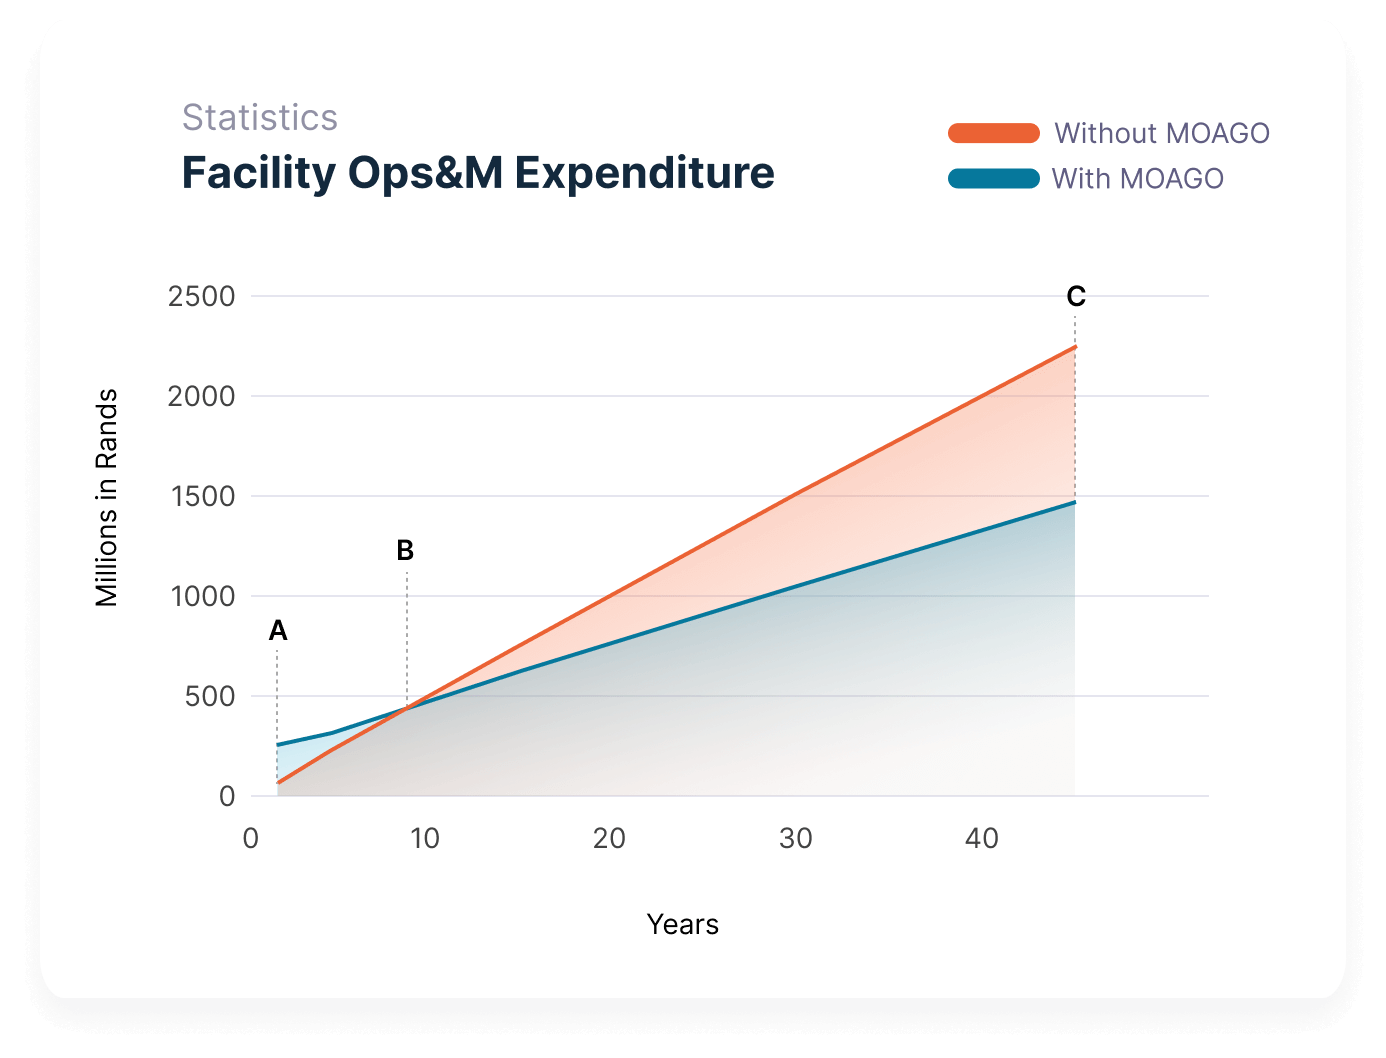 Statistics
Facility Ops&M Expenditure
Without MOAGO
With MOAGO
2500
2000
1500
1000
500
0
Millions in Rands
A
B
C
0 10 20 30 40
Years